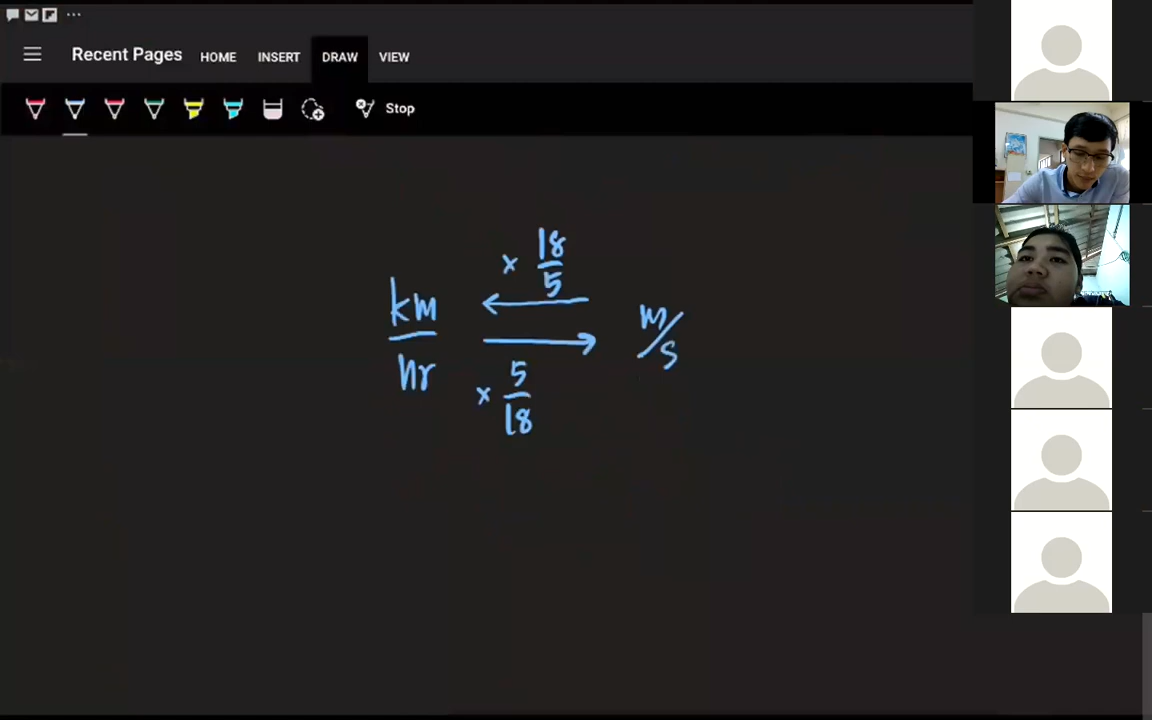 Recent Pages HOME INSERT DRAW VIEW
Stop
× 18/5
km/hr m/s
× 5/18